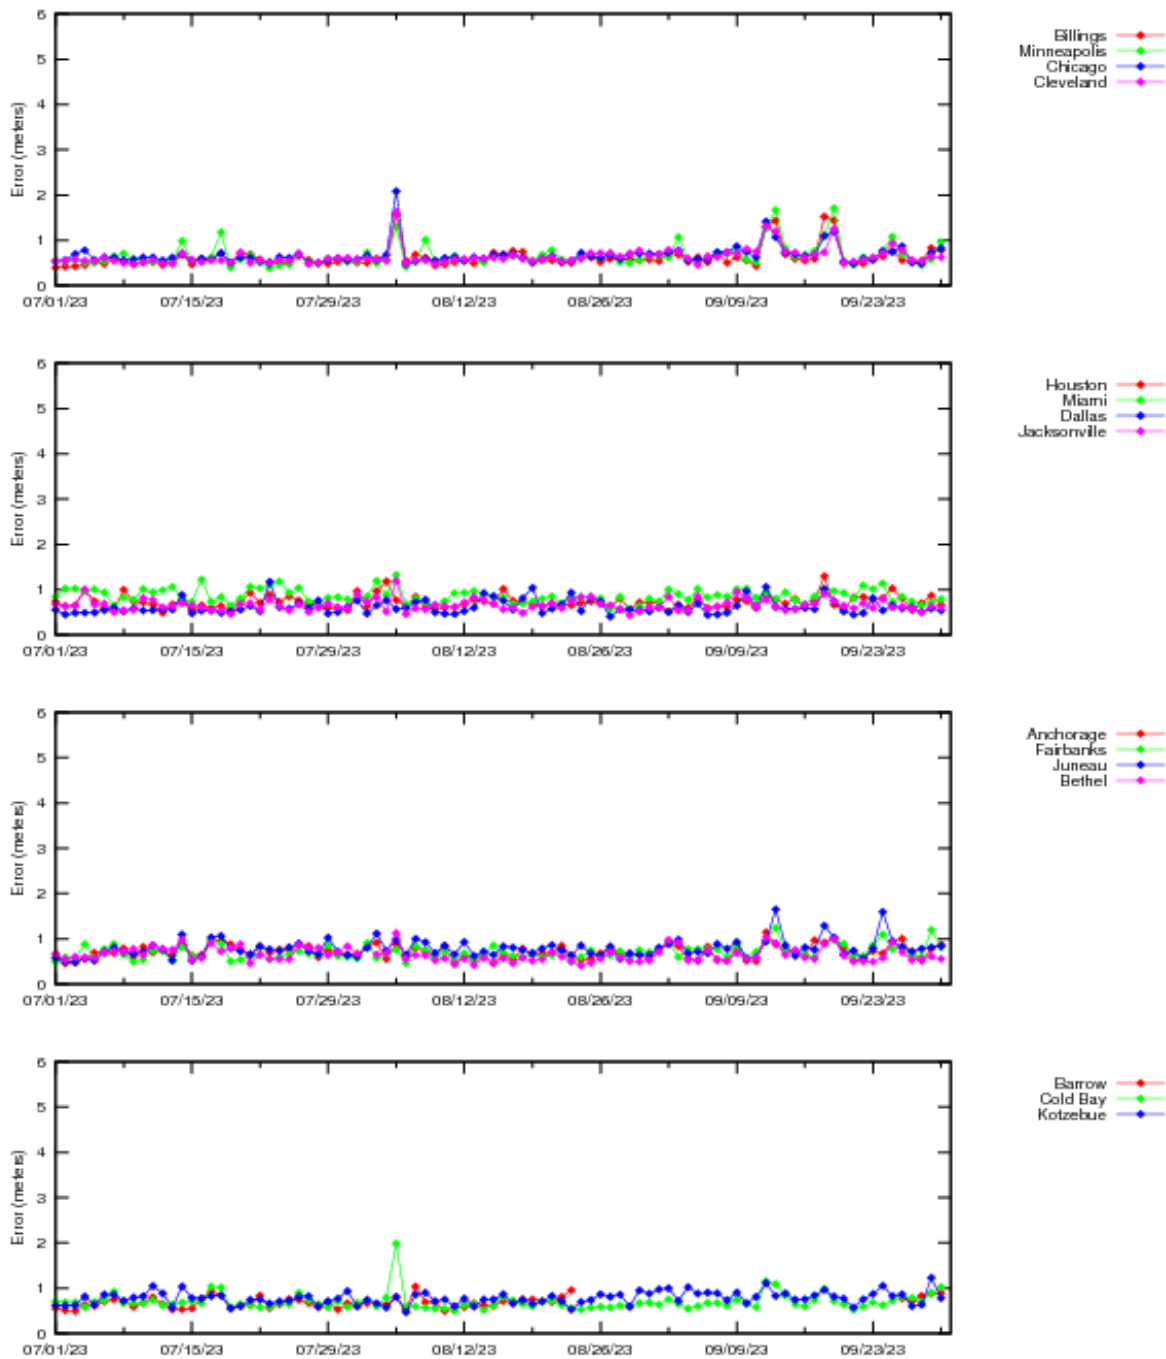 6
5
4
3
2
1
0
Error (meters)
07/01/23 07/15/23 07/29/23 08/12/23 08/26/23 09/09/23 09/23/23
Billings
Minneapolis
Chicago
Cleveland
6
5
4
3
2
1
0
Error (meters)
07/01/23 07/15/23 07/29/23 08/12/23 08/26/23 09/09/23 09/23/23
Houston
Miami
Dallas
Jacksonville
6
5
4
3
2
1
0
Error (meters)
07/01/23 07/15/23 07/29/23 08/12/23 08/26/23 09/09/23 09/23/23
Anchorage
Fairbanks
Juneau
Bethel
6
5
4
3
2
1
0
Error (meters)
07/01/23 07/15/23 07/29/23 08/12/23 08/26/23 09/09/23 09/23/23
Barrow
Cold Bay
Kotzebue